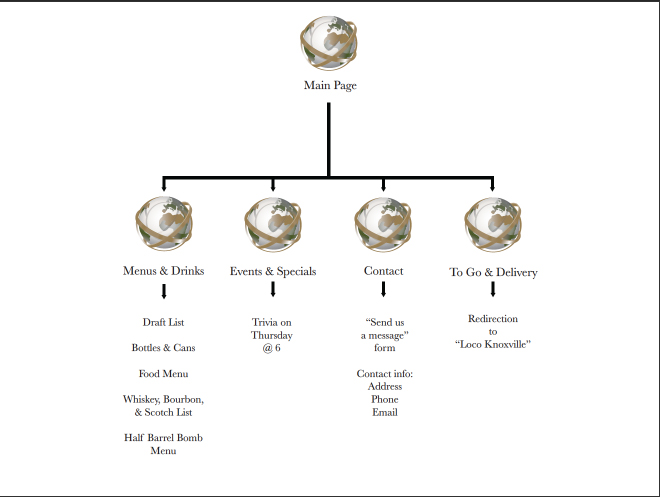 Main Page
Menus & Drinks
Events & Specials
Contact
To Go & Delivery
Draft List
Bottles & Cans
Food Menu
Whiskey, Bourbon,
& Scotch List
Half Barrel Bomb
Menu
Trivia on
Thursday
@ 6
“Send us
a message”
form
Contact info:
Address
Phone
Email
Redirection
to
“Loco Knoxville”